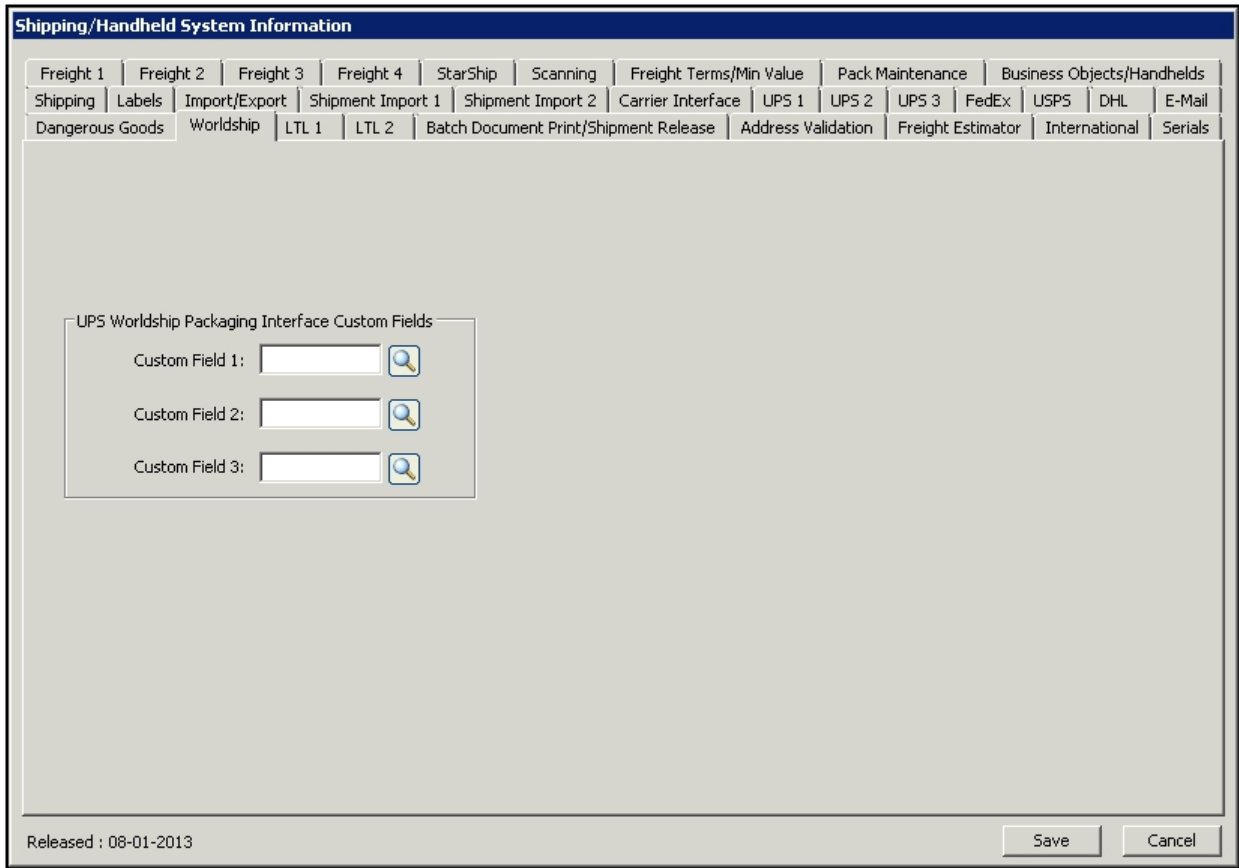 Shipping/Handheld System Information
Freight 1 Freight 2 Freight 3 Freight 4 StarShip Scanning Freight Terms/Min Value Pack Maintenance Business Objects/Handhelds
Shipping Labels Import/Export Shipment Import 1 Shipment Import 2 Carrier Interface UPS 1 UPS 2 UPS 3 FedEx USPS DHL E-Mail
Dangerous Goods Worldship LTL 1 LTL 2 Batch Document Print/Shipment Release Address Validation Freight Estimator International Serials
UPS Worldship Packaging Interface Custom Fields
Custom Field 1:
Custom Field 2:
Custom Field 3:
Released : 08-01-2013 Save Cancel